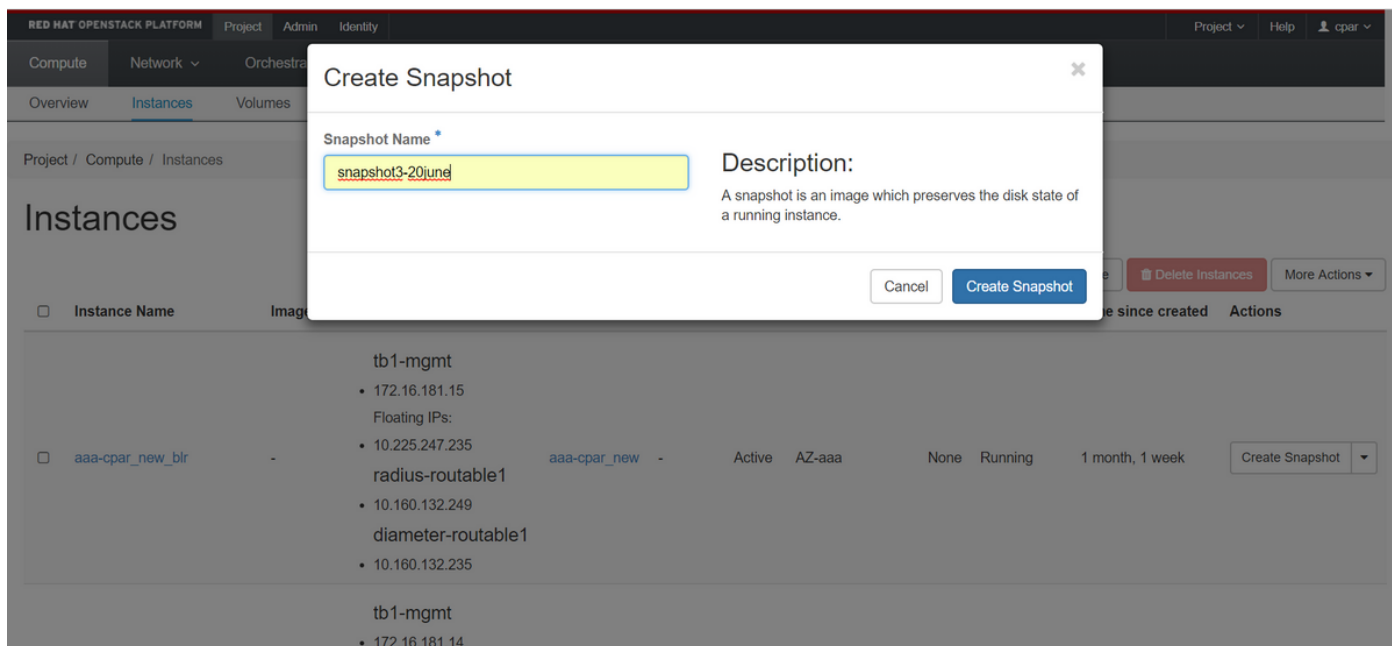 RED HAT OPENSTACK PLATFORM Project Admin Identity Project Help cpar
Compute Network Orchestra
Overview Instances Volumes
Project / Compute / Instances
Create Snapshot
×
Snapshot Name *
snapshot3-20june
Description:
A snapshot is an image which preserves the disk state of
a running instance.
Cancel Create Snapshot
Instances
e Delete Instances More Actions
Instance Name Image e since created Actions
tb1-mgmt
• 172.16.181.15
Floating IPs:
• 10.225.247.235
aaa-cpar_new_blr - aaa-cpar_new - Active AZ-aaa None Running 1 month, 1 week Create Snapshot
radius-routable1
• 10.160.132.249
diameter-routable1
• 10.160.132.235
tb1-mgmt
• 172.16.181.14